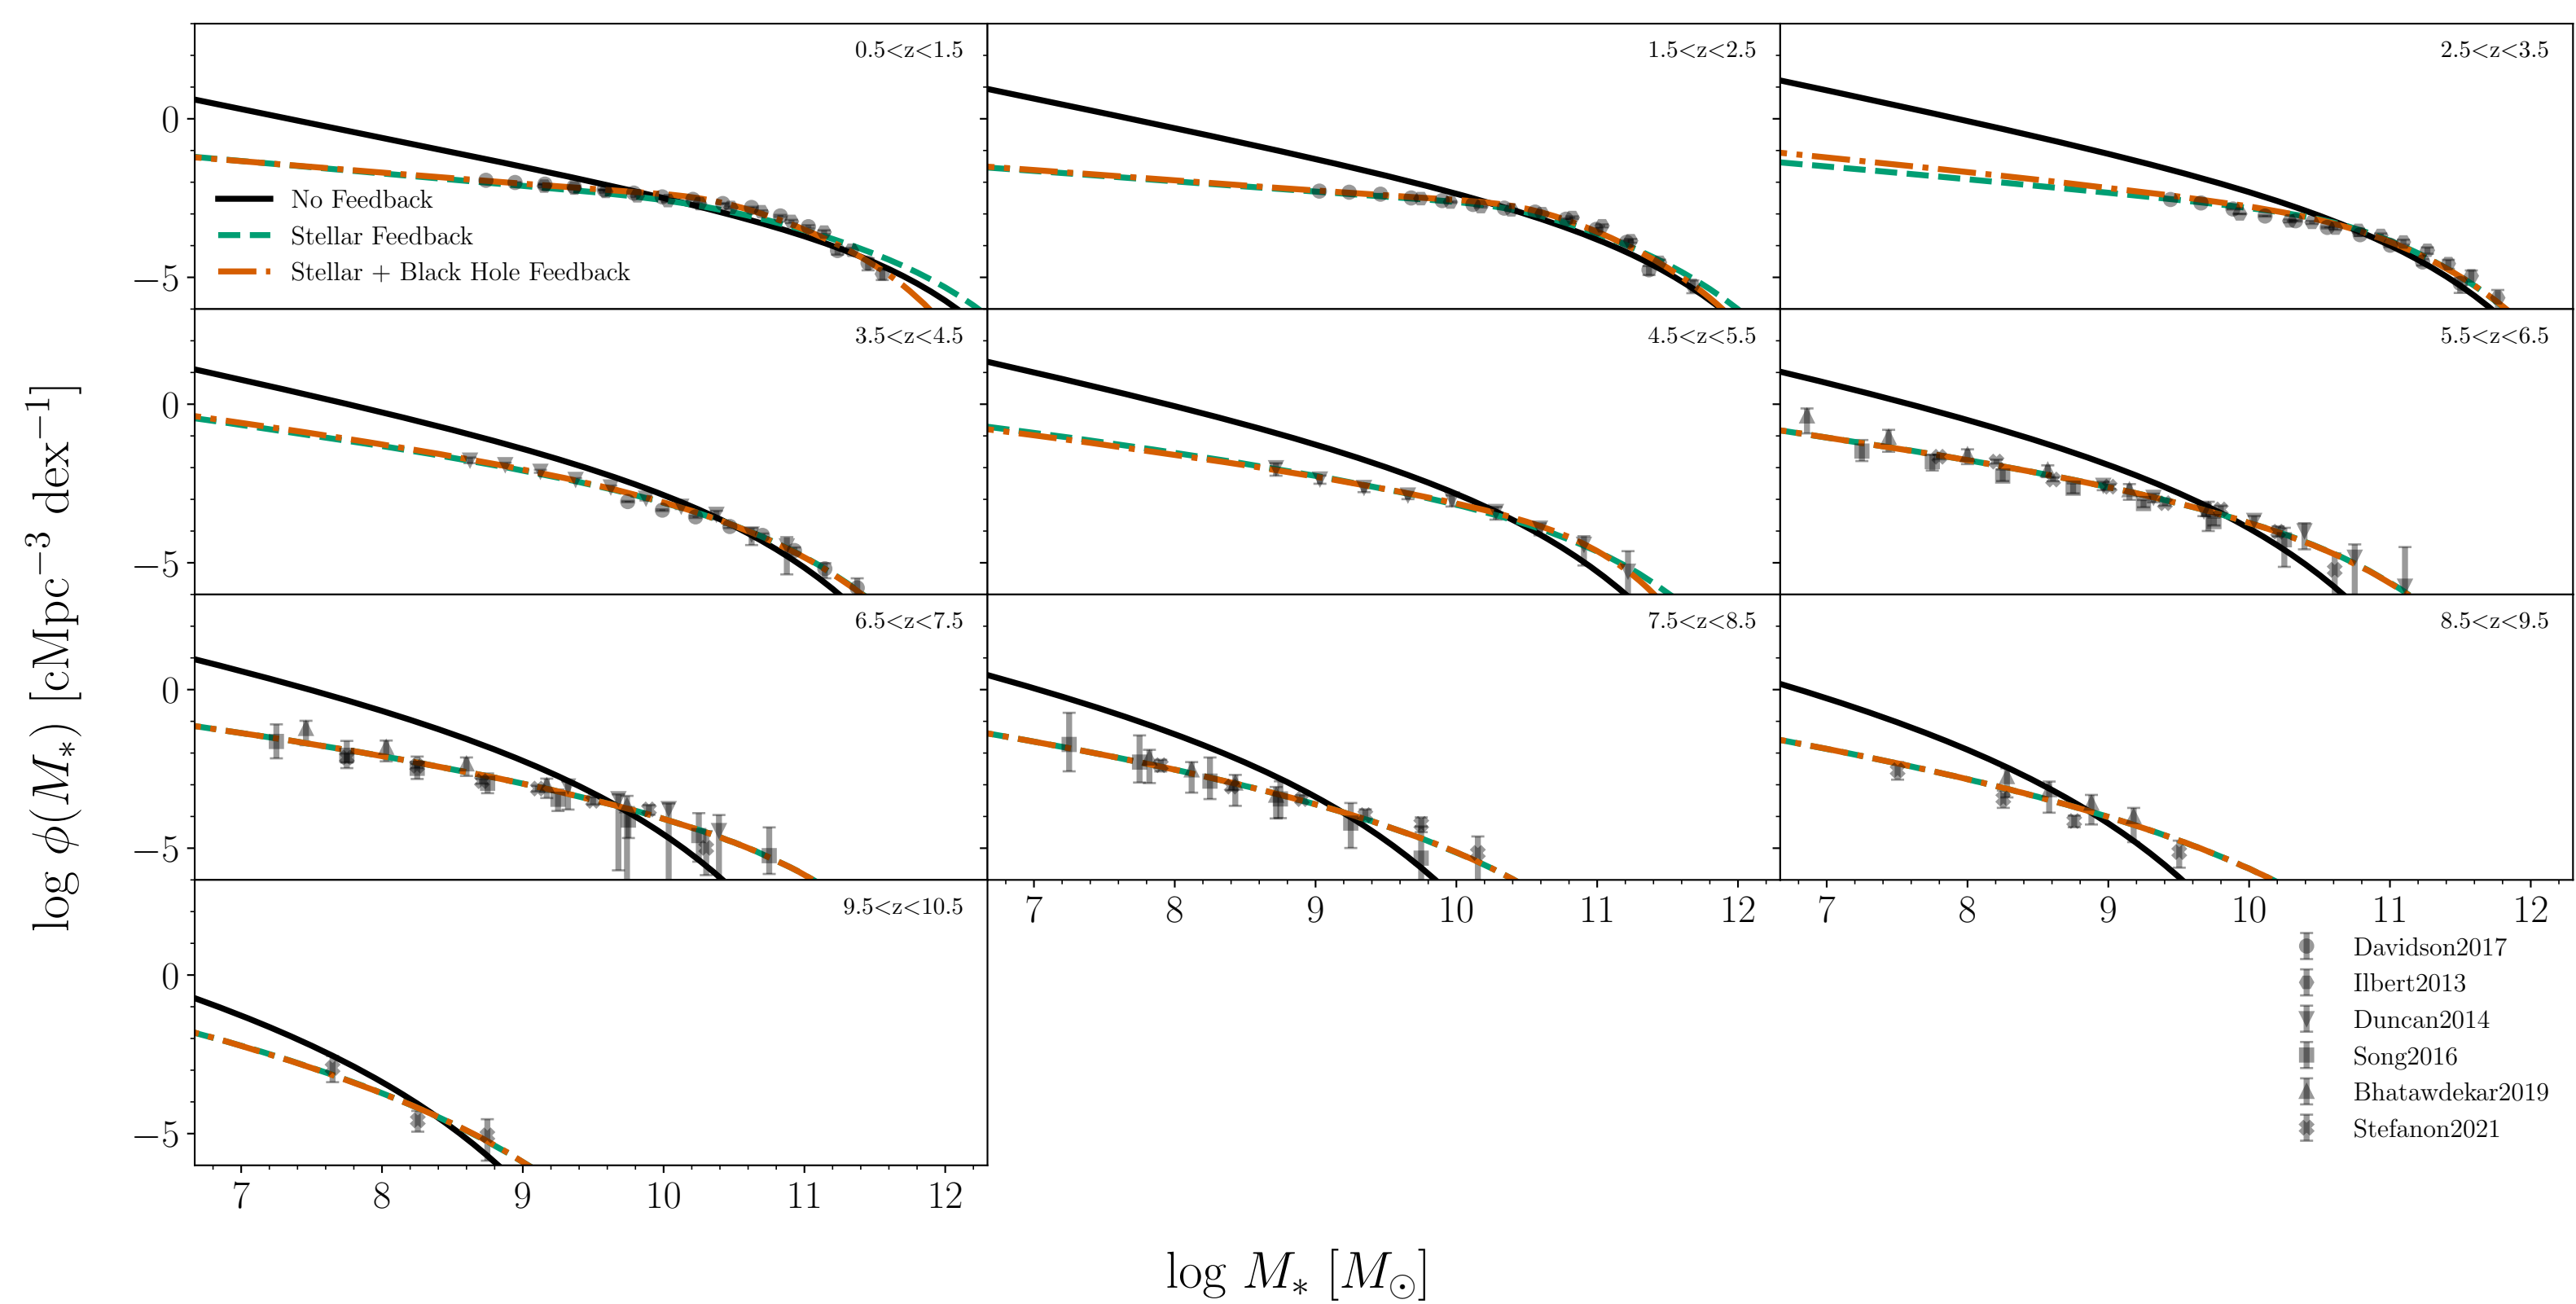 0.5<z<1.5
1.5<z<2.5
2.5<z<3.5
0
−5
No Feedback
Stellar Feedback
Stellar + Black Hole Feedback
3.5<z<4.5
4.5<z<5.5
5.5<z<6.5
0
−5
6.5<z<7.5
7.5<z<8.5
8.5<z<9.5
0
−5
7 8 9 10 11 12
7 8 9 10 11 12
9.5<z<10.5
0
−5
7 8 9 10 11 12
Davidson2017
Ilbert2013
Duncan2014
Song2016
Bhatawdekar2019
Stefanon2021
log ϕ(M∗) [cMpc⁻³ dex⁻¹]
log M∗ [M⊙]